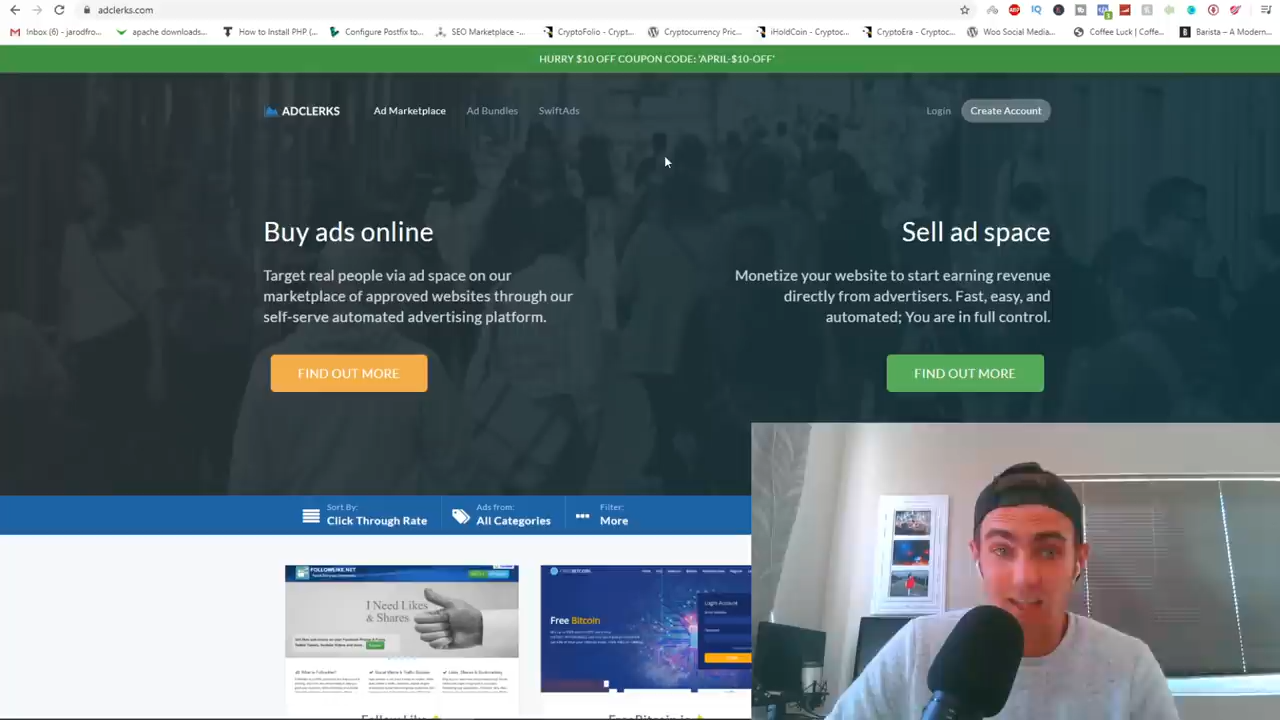 adclerks.com
Inbox (6) - jarodfro...
apache downloads...
How to Install PHP (...
Configure Postfix to...
SEO Marketplace -...
CryptoFolio - Crypt...
Cryptocurrency Pric...
iHoldCoin - Cryptoc...
CryptoEra - Cryptoc...
Woo Social Media...
Coffee Luck | Coffe...
Barista – A Modern...
HURRY $10 OFF COUPON CODE: 'APRIL-$10-OFF'
ADCLERKS
Ad Marketplace
Ad Bundles
SwiftAds
Login
Create Account
Buy ads online
Target real people via ad space on our
marketplace of approved websites through our
self-serve automated advertising platform.
FIND OUT MORE
Sell ad space
Monetize your website to start earning revenue
directly from advertisers. Fast, easy, and
automated; You are in full control.
FIND OUT MORE
Sort By:
Click Through Rate
Ads from:
All Categories
Filter:
More
FOLLOWLIKE.NET
I Need Likes
& Shares
Free Bitcoin